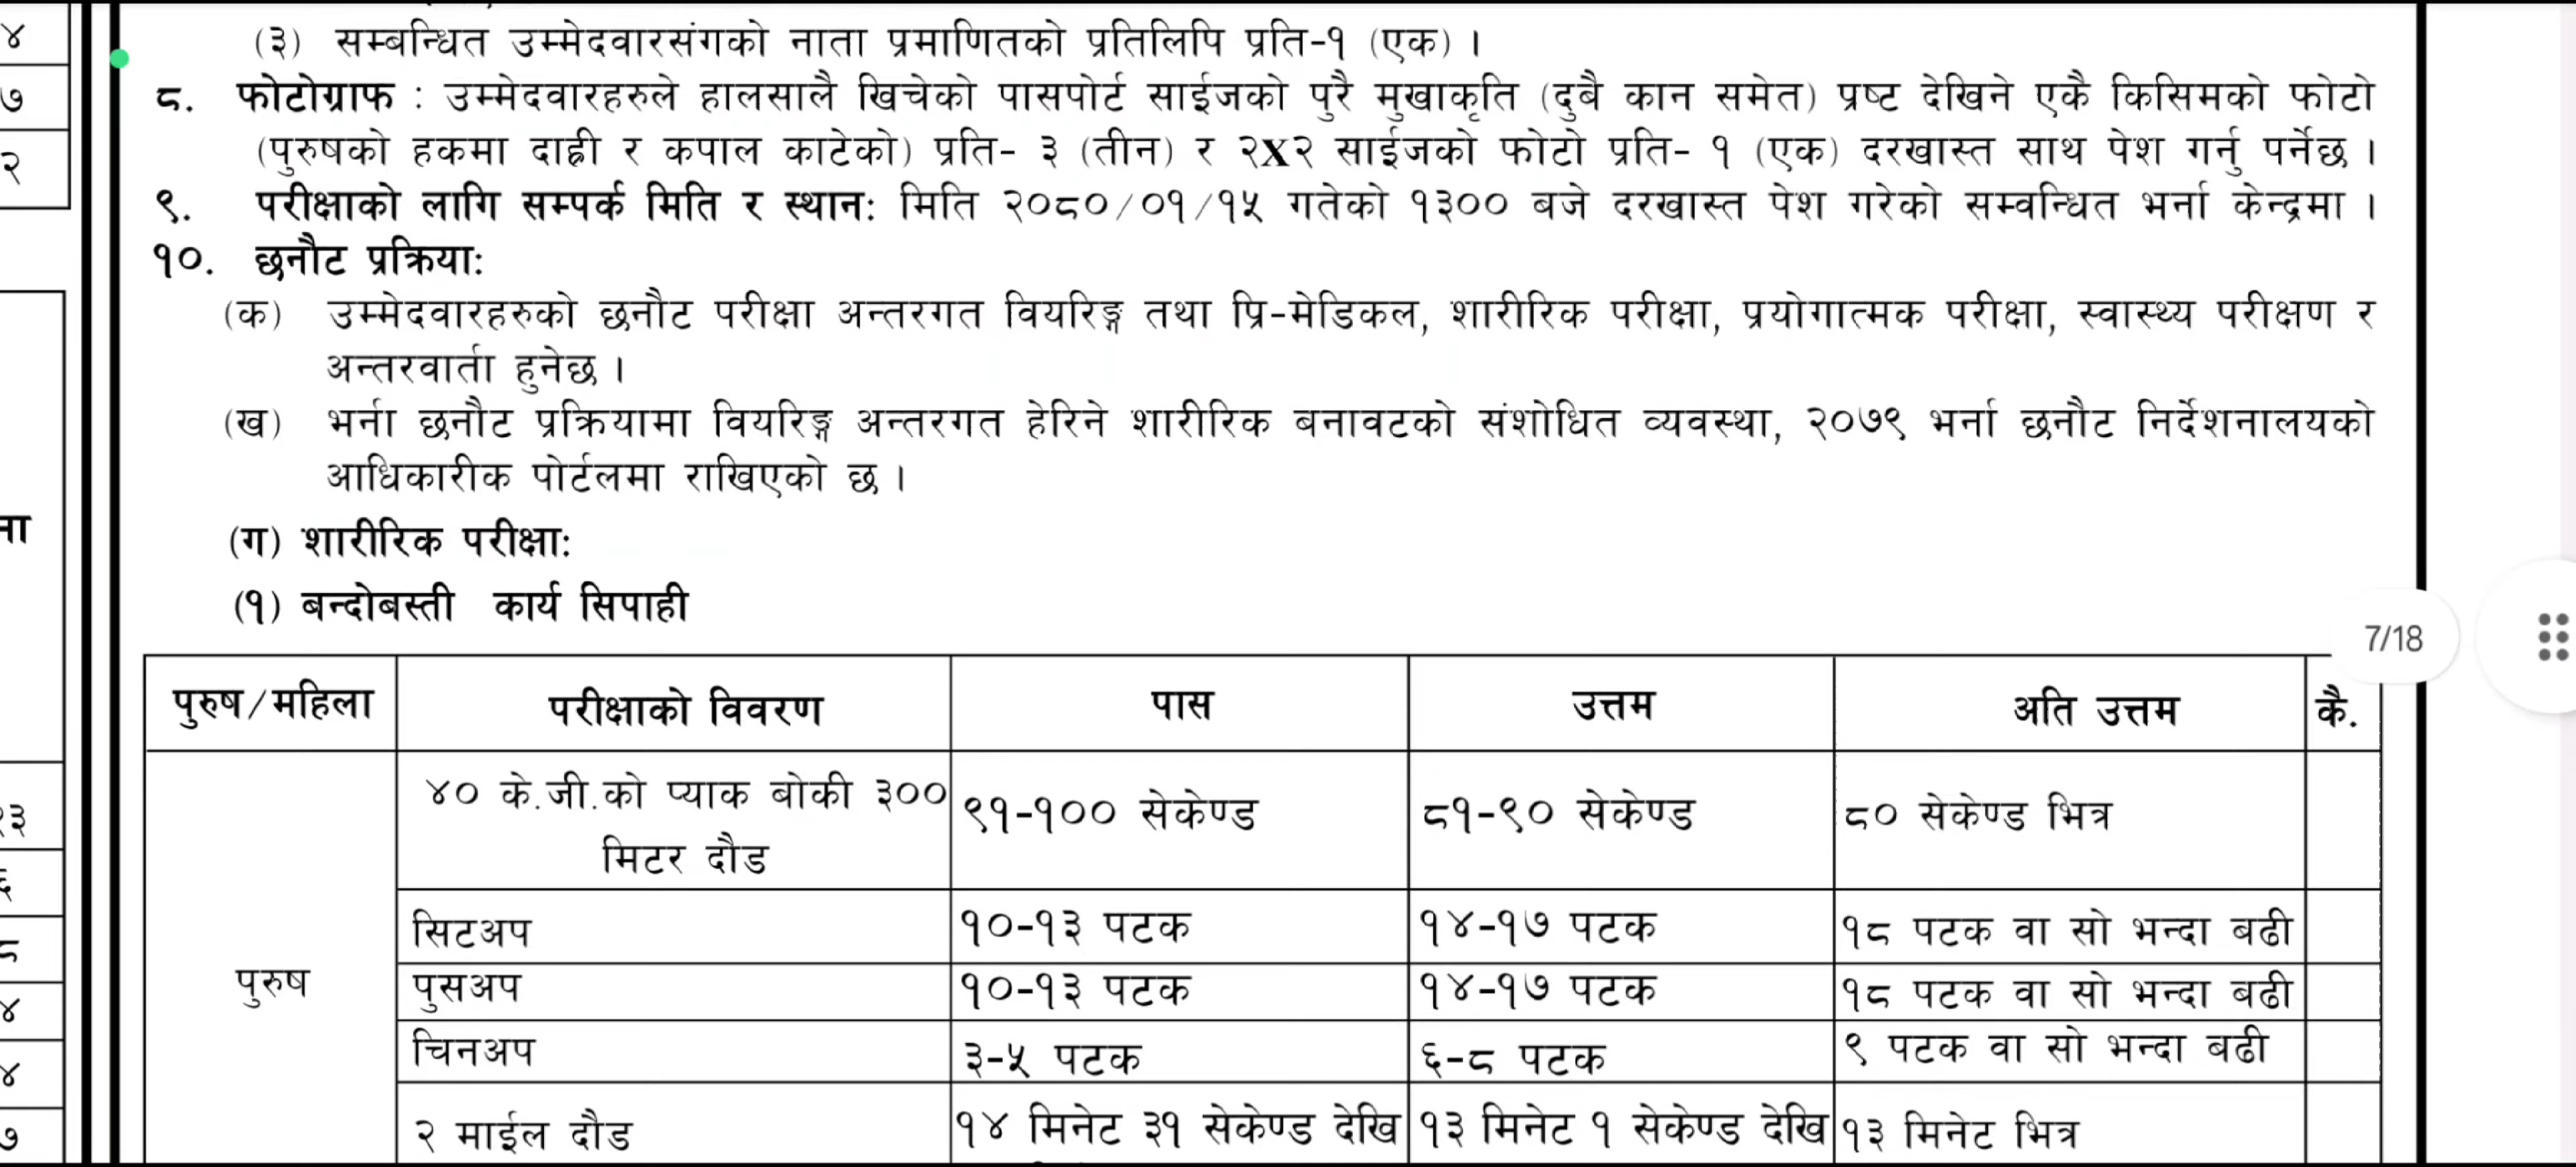 ४
७
२
ना
३
८
४
४
७
(३) सम्बन्धित उम्मेदवारसंगको नाता प्रमाणितको प्रतिलिपि प्रति-१ (एक) ।
८. फोटोग्राफ : उम्मेदवारहरुले हालसालै खिचेको पासपोर्ट साईजको पुरै मुखाकृति (दुबै कान समेत) प्रष्ट देखिने एकै किसिमको फोटो
(पुरुषको हकमा दाह्री र कपाल काटेको) प्रति- ३ (तीन) र २X२ साईजको फोटो प्रति- १ (एक) दरखास्त साथ पेश गर्नु पर्नेछ ।
९. परीक्षाको लागि सम्पर्क मिति र स्थानः मिति २०८०/०१/१५ गतेको १३०० बजे दरखास्त पेश गरेको सम्वन्धित भर्ना केन्द्रमा ।
१०. छनौट प्रक्रियाः
(क) उम्मेदवारहरुको छनौट परीक्षा अन्तरगत वियरिङ्ग तथा प्रि-मेडिकल, शारीरिक परीक्षा, प्रयोगात्मक परीक्षा, स्वास्थ्य परीक्षण र
अन्तरवार्ता हुनेछ ।
(ख) भर्ना छनौट प्रक्रियामा वियरिङ्ग अन्तरगत हेरिने शारीरिक बनावटको संशोधित व्यवस्था, २०७९ भर्ना छनौट निर्देशनालयको
आधिकारीक पोर्टलमा राखिएको छ ।
(ग) शारीरिक परीक्षाः
(१) बन्दोबस्ती कार्य सिपाही
7/18
पुरुष/महिला परीक्षाको विवरण पास उत्तम अति उत्तम कै.
४० के.जी.को प्याक बोकी ३०० मिटर दौड ९१-१०० सेकेण्ड ८१-९० सेकेण्ड ८० सेकेण्ड भित्र
सिटअप १०-१३ पटक १४-१७ पटक १८ पटक वा सो भन्दा बढी
पुरुष पुसअप १०-१३ पटक १४-१७ पटक १८ पटक वा सो भन्दा बढी
चिनअप ३-५ पटक ६-८ पटक ९ पटक वा सो भन्दा बढी
२ माईल दौड १४ मिनेट ३१ सेकेण्ड देखि १३ मिनेट १ सेकेण्ड देखि १३ मिनेट भित्र